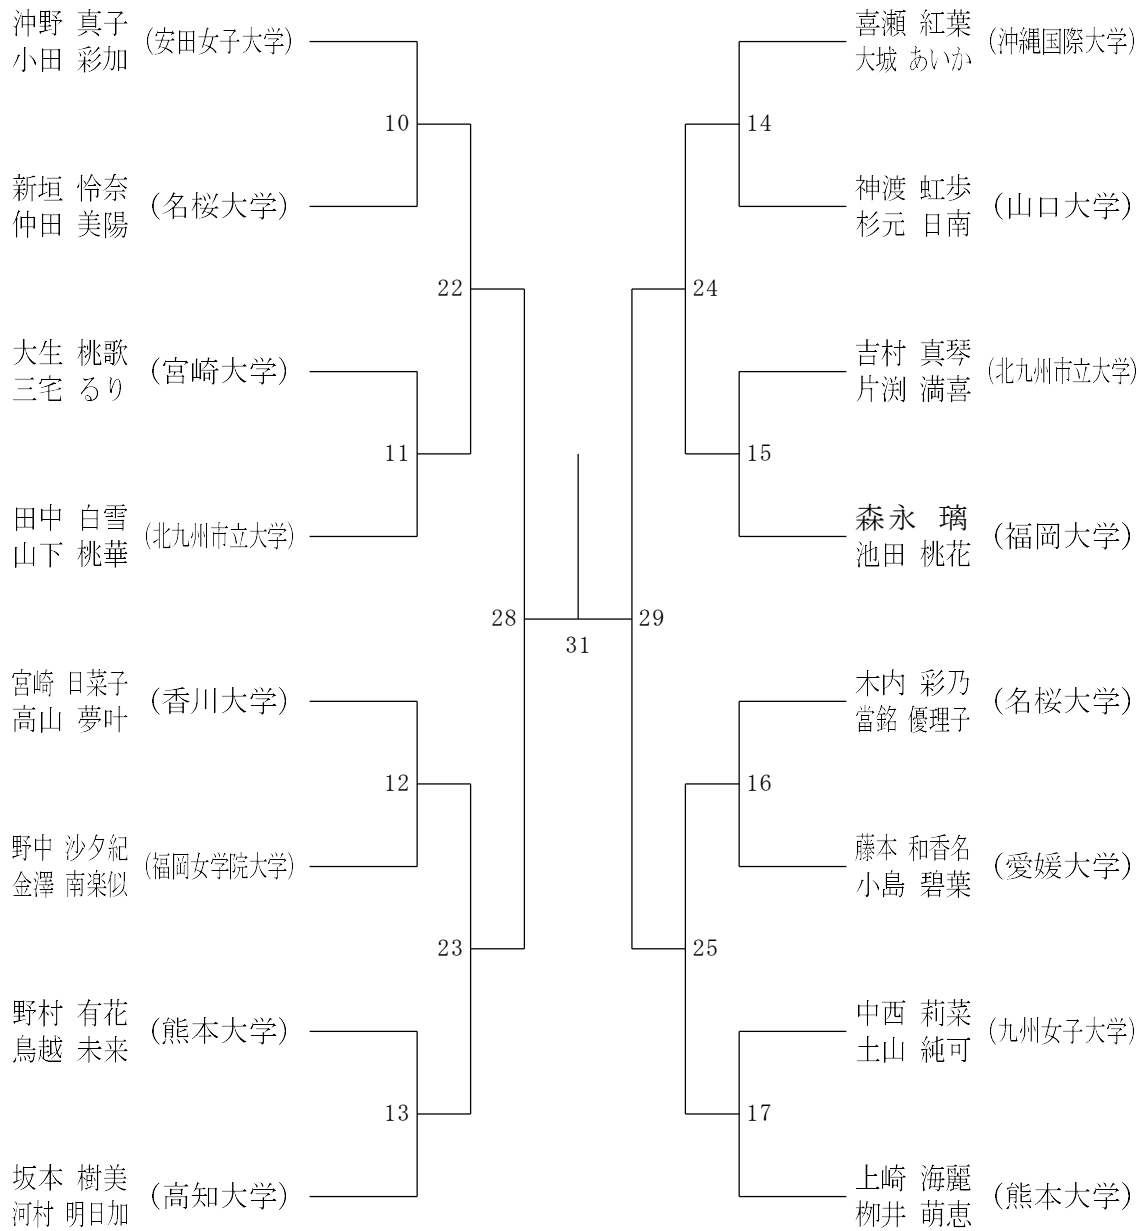 沖野 真子
小田 彩加
(安田女子大学)
10
新垣 怜奈
仲田 美陽
(名桜大学)
22
大生 桃歌
三宅 るり
(宮崎大学)
11
田中 白雪
山下 桃華
(北九州市立大学)
28
宮崎 日菜子
高山 夢叶
(香川大学)
12
野中 沙夕紀
金澤 南楽似
(福岡女学院大学)
23
野村 有花
鳥越 未来
(熊本大学)
13
坂本 樹美
河村 明日加
(高知大学)
31
喜瀬 紅葉
大城 あいか
(沖縄国際大学)
14
神渡 虹歩
杉元 日南
(山口大学)
24
吉村 真琴
片渕 満喜
(北九州市立大学)
15
森永 璃
池田 桃花
(福岡大学)
29
木内 彩乃
當銘 優理子
(名桜大学)
16
藤本 和香名
小島 碧葉
(愛媛大学)
25
中西 莉菜
土山 純可
(九州女子大学)
17
上崎 海麗
栁井 萌恵
(熊本大学)